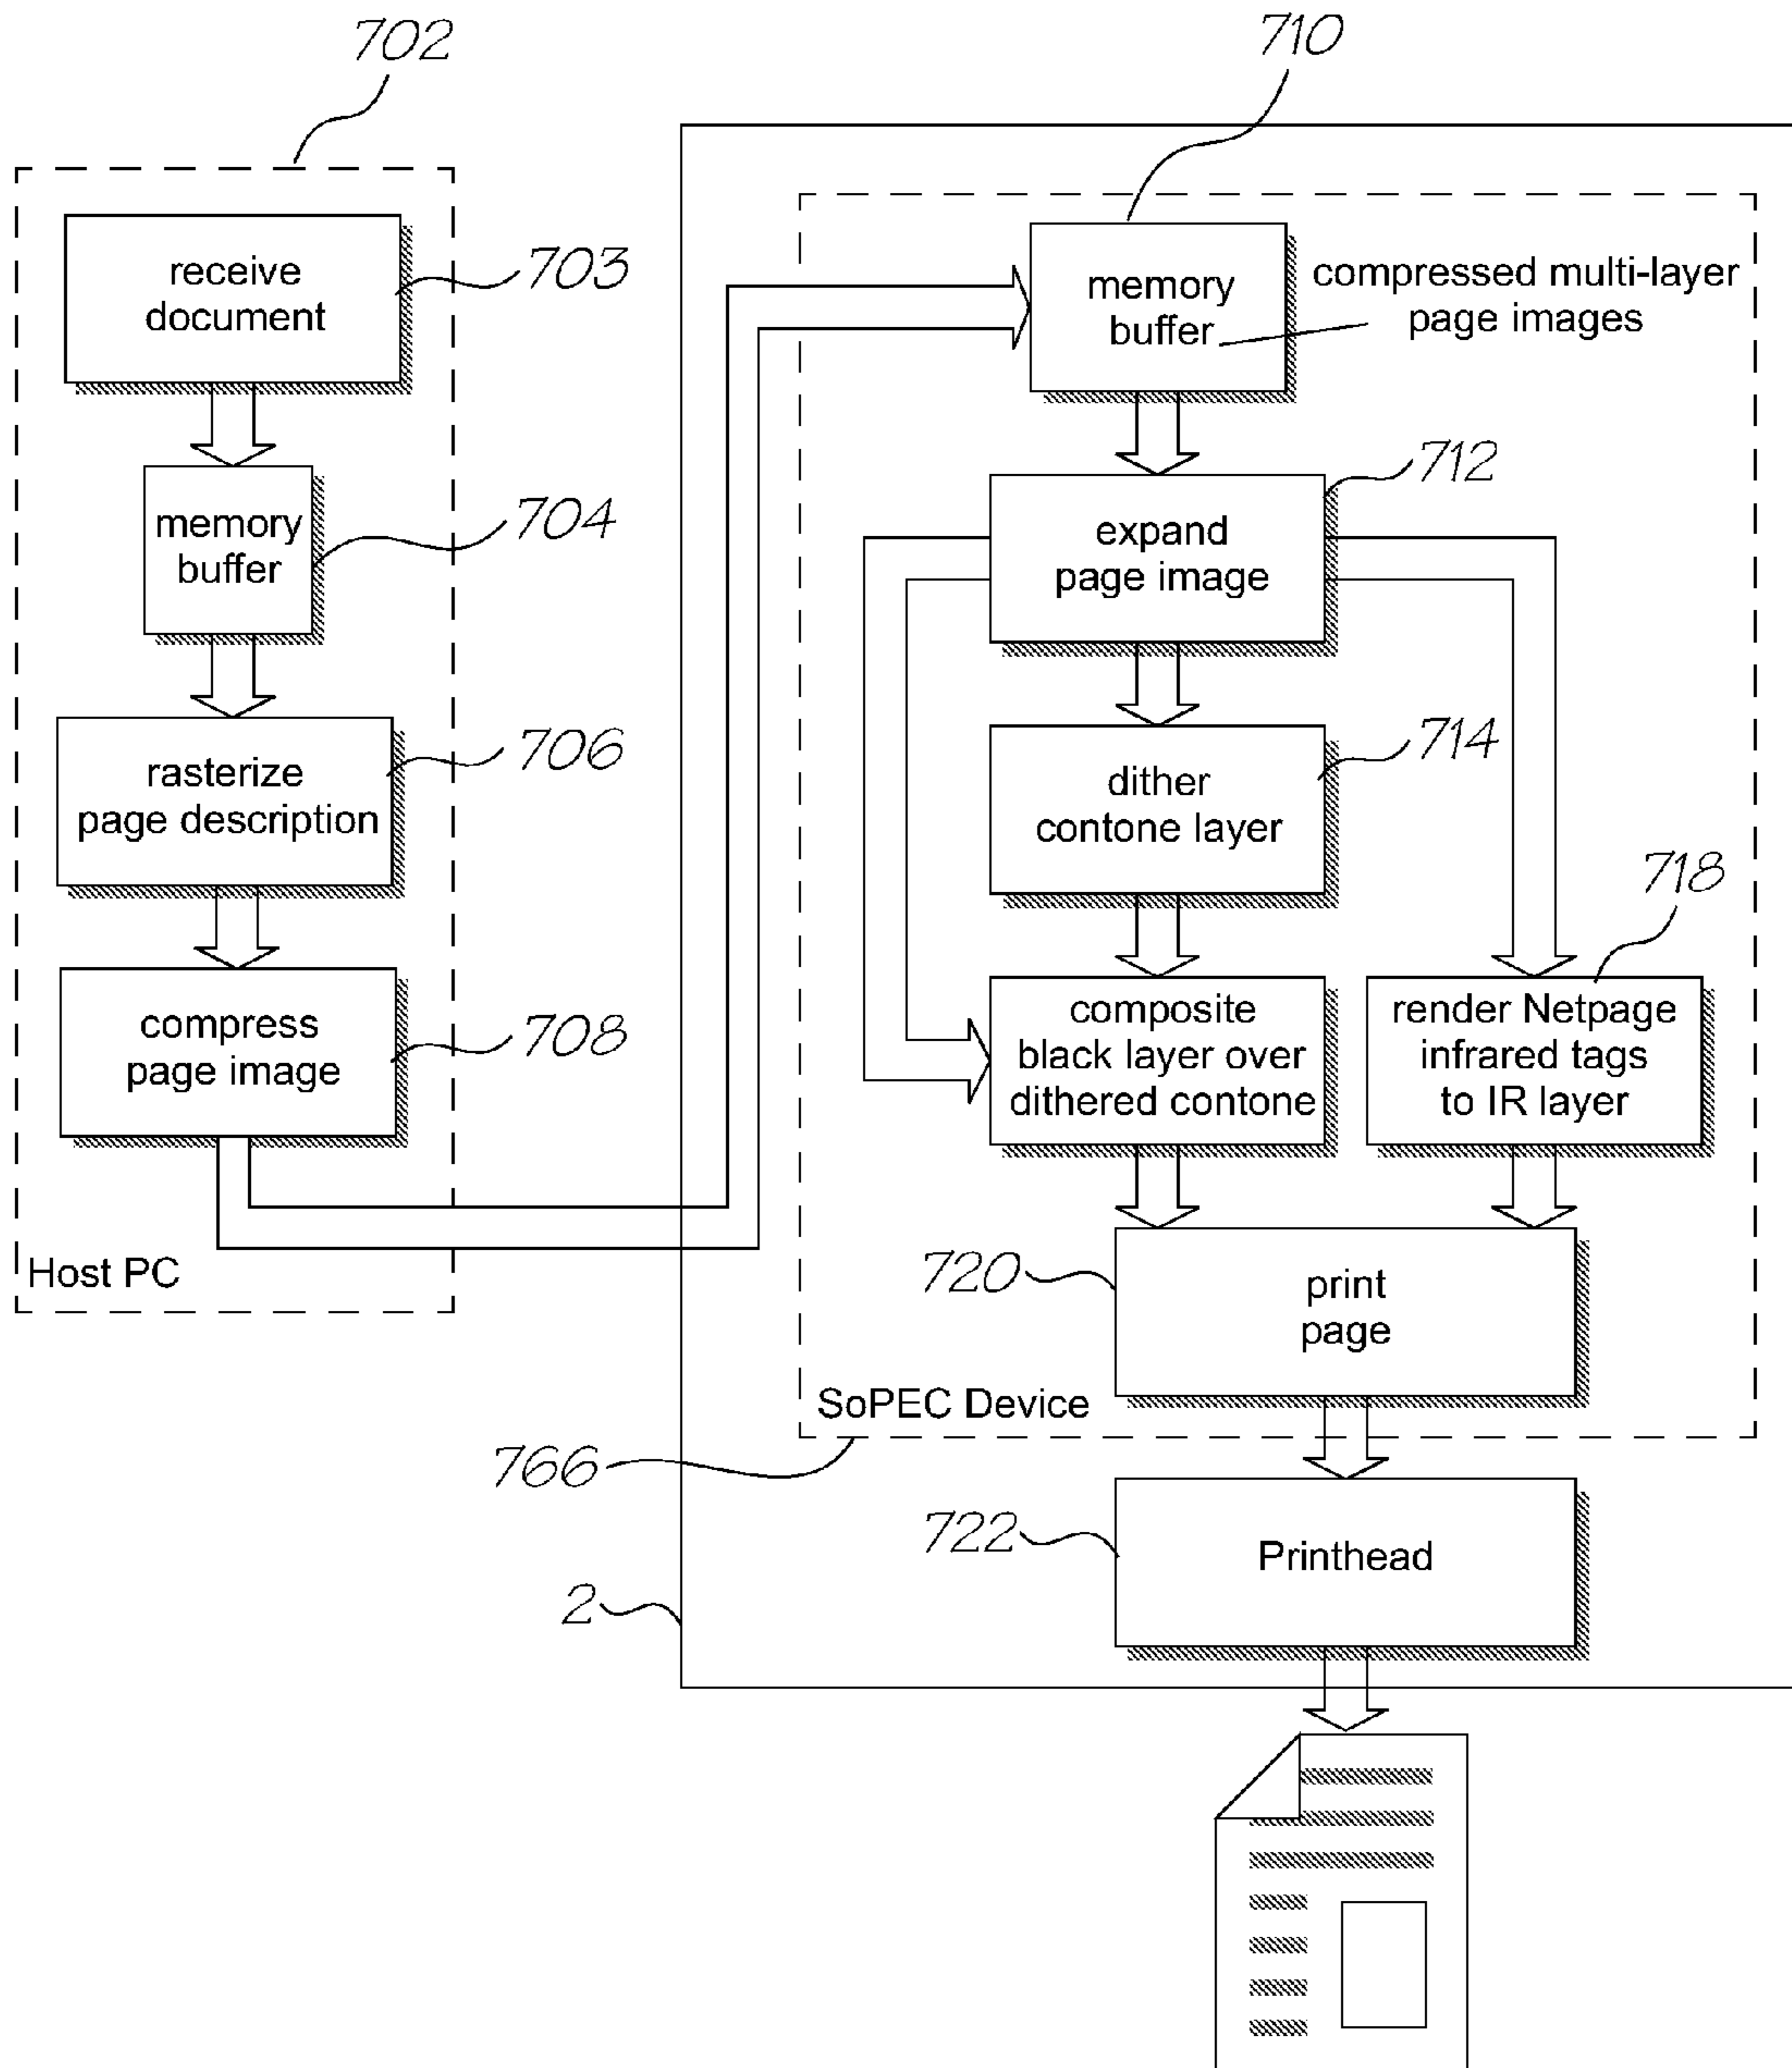 702
710
receive
document
703
memory
buffer
compressed multi-layer
page images
memory
buffer
704
expand
page image
712
rasterize
page description
706
dither
contone layer
714
718
compress
page image
708
composite
black layer over
dithered contone
render Netpage
infrared tags
to IR layer
Host PC
720
print
page
SoPEC Device
766
722
Printhead
2